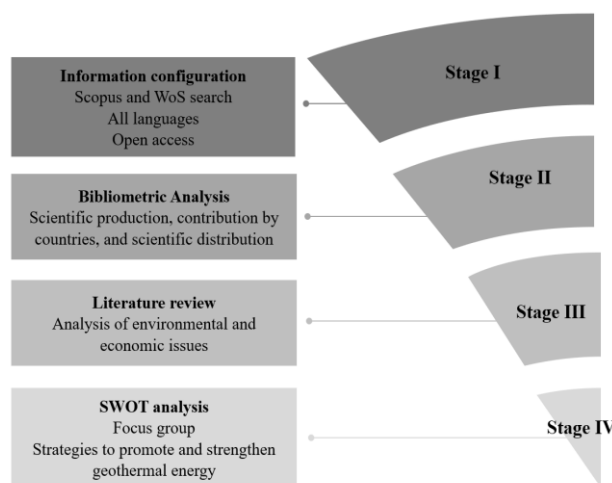 Information configuration
Scopus and WoS search
All languages
Open access
Stage I
Bibliometric Analysis
Scientific production, contribution by
countries, and scientific distribution
Stage II
Literature review
Analysis of environmental and
economic issues
Stage III
SWOT analysis
Focus group
Strategies to promote and strengthen
geothermal energy
Stage IV